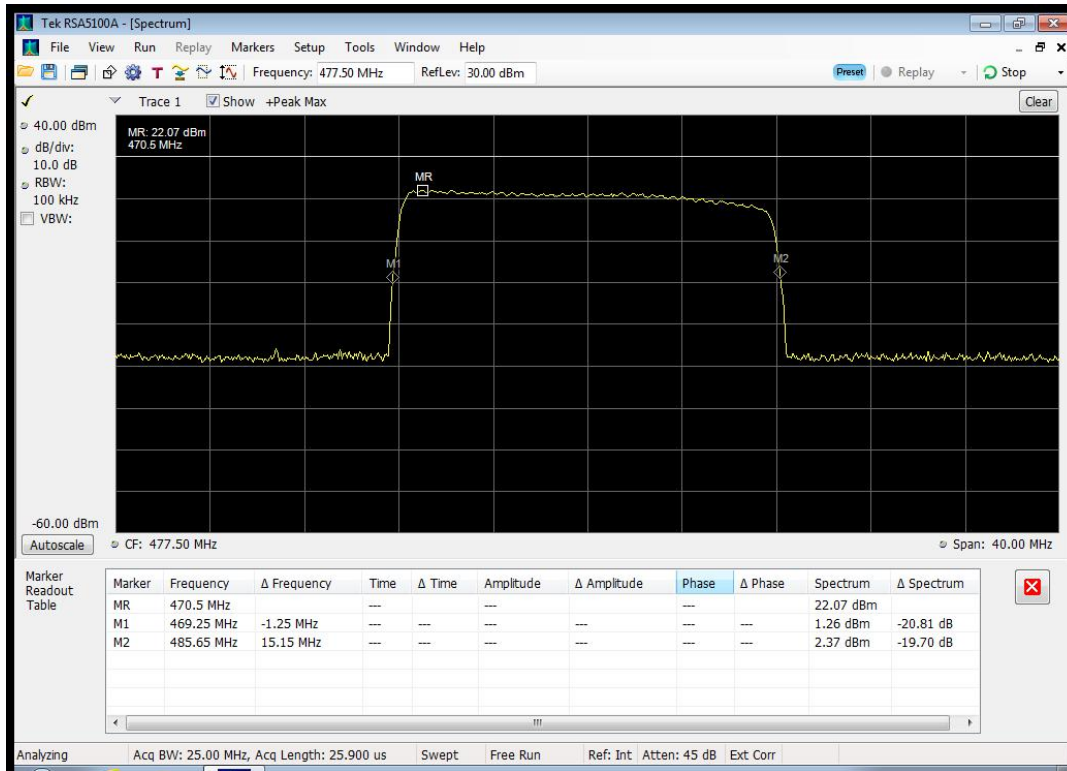 Tek RSA5100A - [Spectrum]
File View Run Replay Markers Setup Tools Window Help
Frequency: 477.50 MHz RefLev: 30.00 dBm Preset Replay Stop
Trace 1 Show +Peak Max Clear
40.00 dBm
dB/div:
10.0 dB
RBW:
100 kHz
VBW:
MR: 22.07 dBm
470.5 MHz
MR
M1
M2
-60.00 dBm
Autoscale CF: 477.50 MHz Span: 40.00 MHz
Marker
Readout
Table
Marker Frequency Δ Frequency Time Δ Time Amplitude Δ Amplitude Phase Δ Phase Spectrum Δ Spectrum
MR 470.5 MHz --- --- --- 22.07 dBm
M1 469.25 MHz -1.25 MHz --- --- --- --- --- --- 1.26 dBm -20.81 dB
M2 485.65 MHz 15.15 MHz --- --- --- --- --- --- 2.37 dBm -19.70 dB
Analyzing Acq BW: 25.00 MHz, Acq Length: 25.900 us Swept Free Run Ref: Int Atten: 45 dB Ext Corr